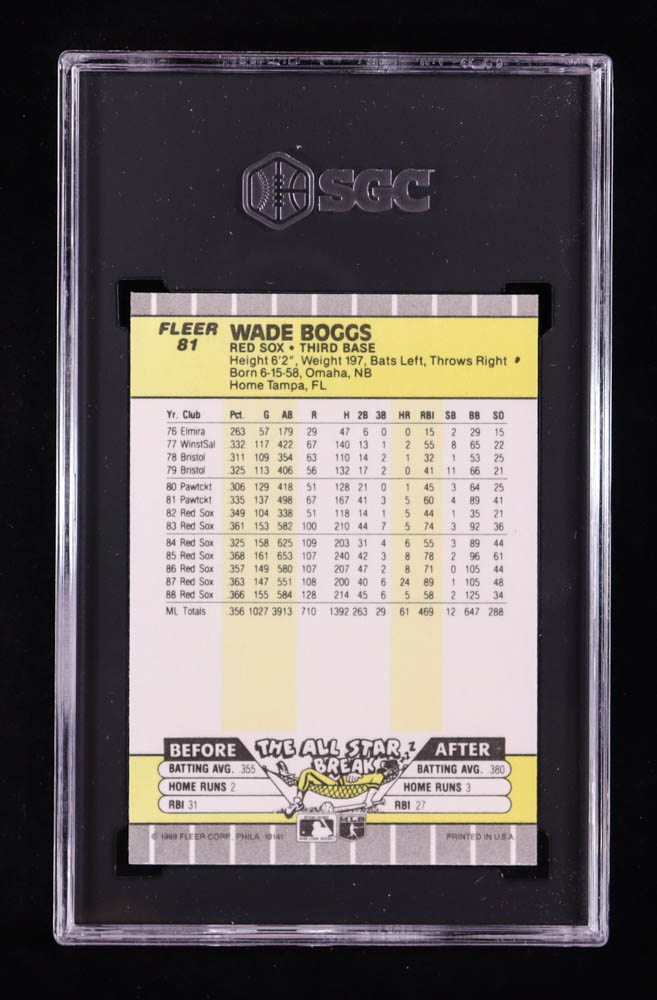 SGC
FLEER WADE BOGGS
81 RED SOX • THIRD BASE
Height 6'2", Weight 197, Bats Left, Throws Right
Born 6-15-58, Omaha, NB
Home Tampa, FL
Yr. Club Pct. G AB R H 2B 3B HR RBI SB BB SO
76 Elmira .263 57 179 29 47 6 0 0 15 2 29 15
77 WinstSal .332 117 422 67 140 13 1 2 55 8 65 22
78 Bristol .311 109 354 63 110 14 2 1 32 1 53 25
79 Bristol .325 113 406 56 132 17 2 0 41 11 66 21
80 Pawtckt .306 129 418 51 128 21 0 1 45 3 64 25
81 Pawtckt .335 137 498 67 167 41 3 5 60 4 89 41
82 Red Sox .349 104 338 51 118 14 1 5 44 1 35 21
83 Red Sox .361 153 582 100 210 44 7 5 74 3 92 36
84 Red Sox .325 158 625 109 203 31 4 6 55 3 89 44
85 Red Sox .368 161 653 107 240 42 3 8 78 2 96 61
86 Red Sox .357 149 580 107 207 47 2 8 71 0 105 44
87 Red Sox .363 147 551 108 200 40 6 24 89 1 105 48
88 Red Sox .366 155 584 128 214 45 6 5 58 2 125 34
ML Totals .356 1027 3913 710 1392 263 29 61 469 12 647 288
BEFORE THE ALL STAR BREAK AFTER
BATTING AVG. .355 BATTING AVG. .380
HOME RUNS 2 HOME RUNS 3
RBI 31 RBI 27
© 1989 FLEER CORP. PHILA. 19141 MLB PRINTED IN U.S.A.